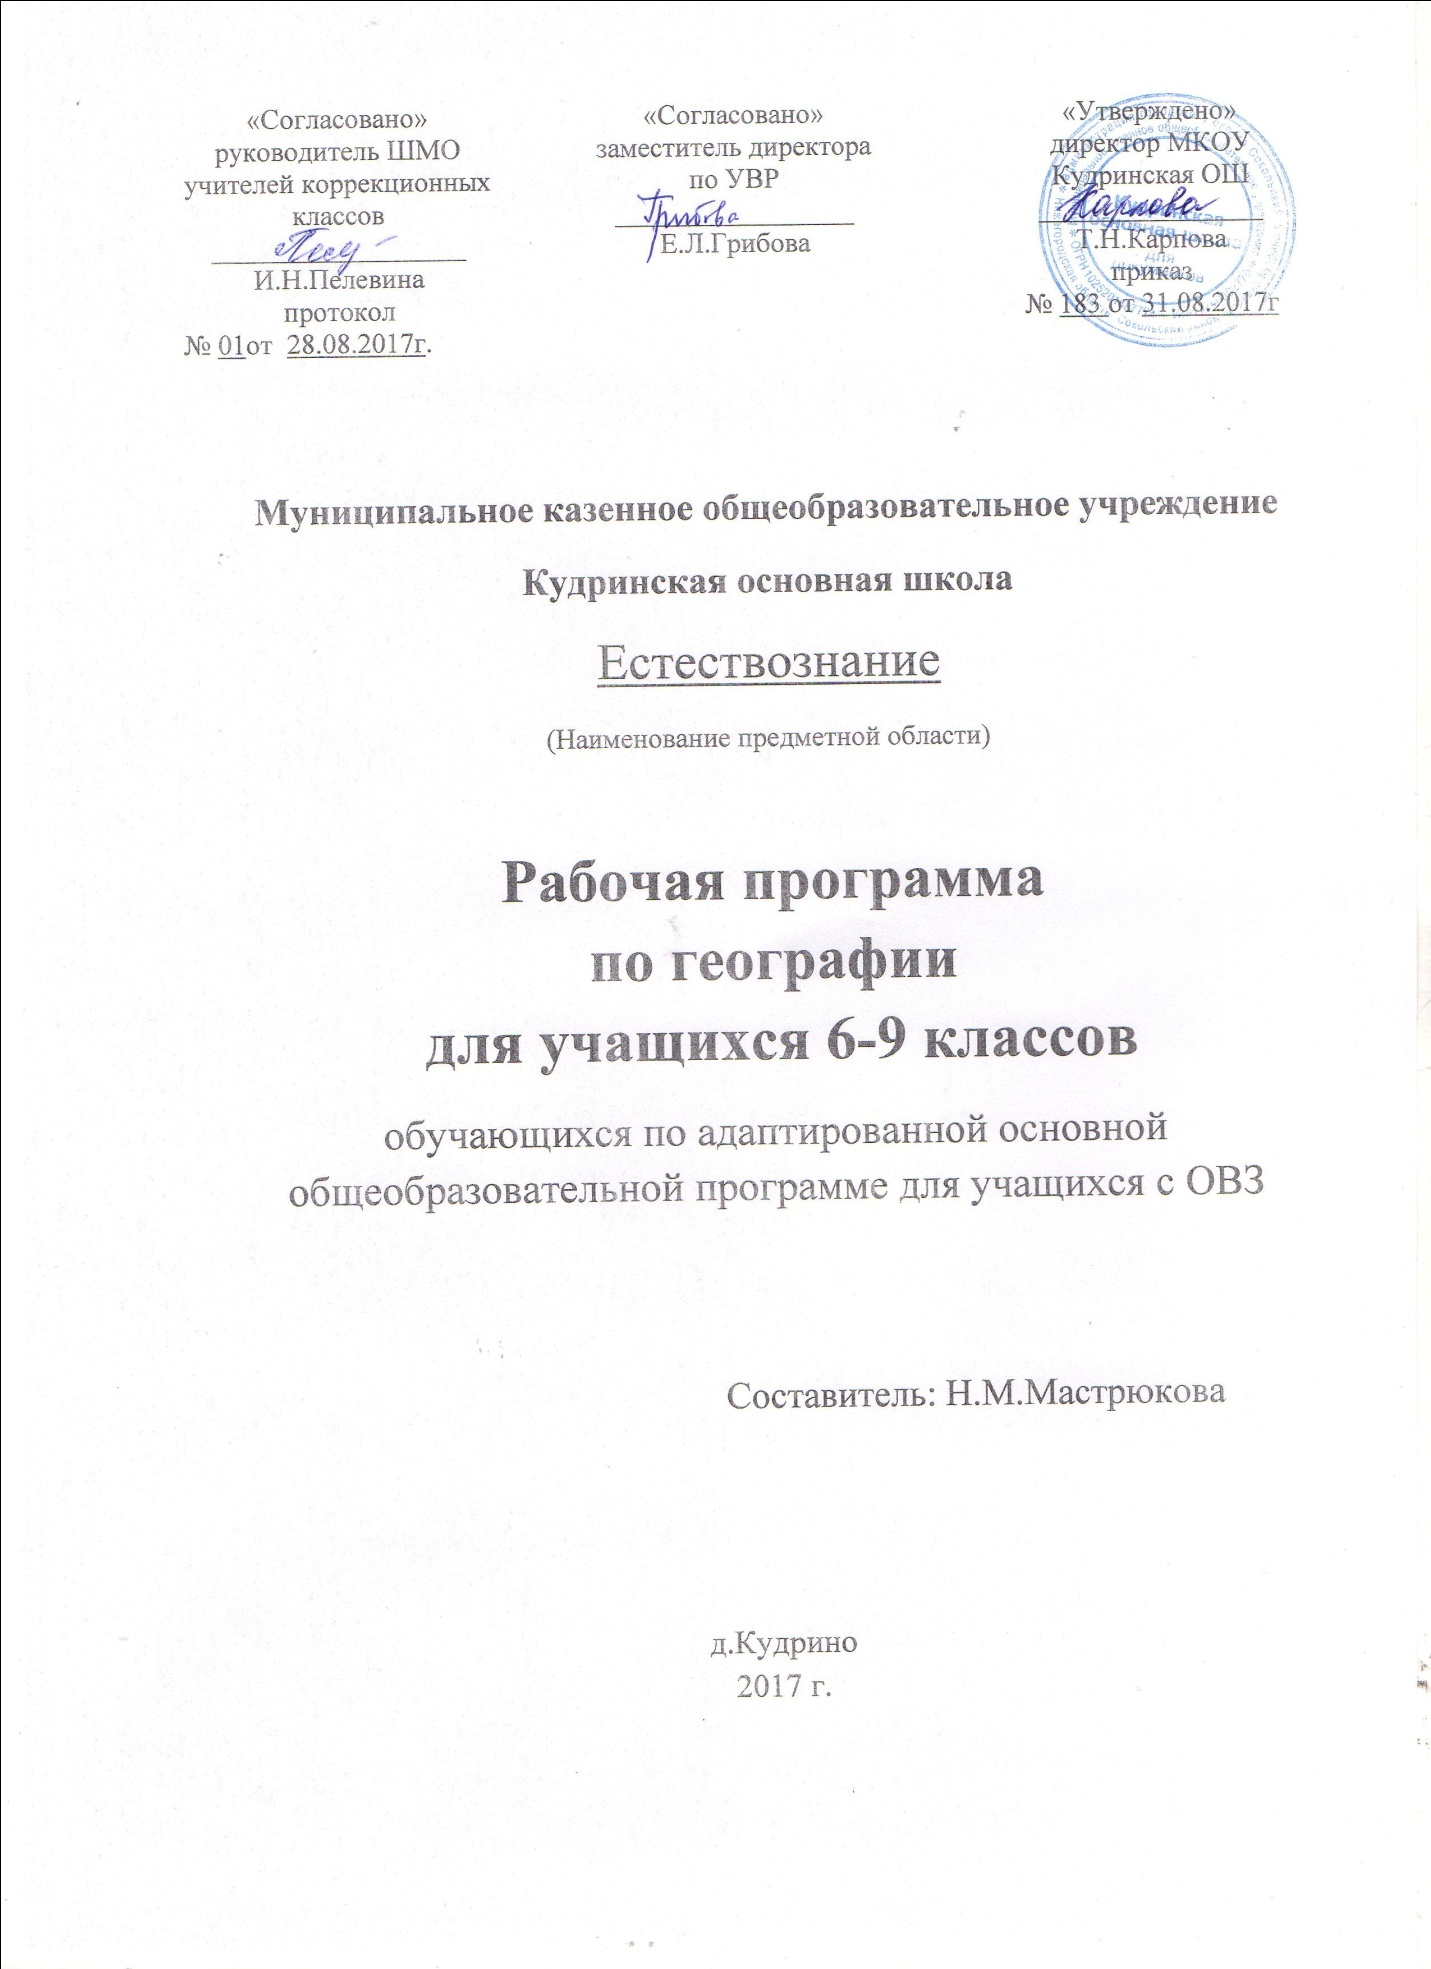 «Согласовано»
руководитель ШМО
учителей коррекционных
классов
И.Н.Пелевина
протокол
№ 01от 28.08.2017г.
«Согласовано»
заместитель директора
по УВР
Грибова
Е.Л.Грибова
«Утверждено»
директор МКОУ
Кудринская ОШ
Карпова
Т.Н.Карпова
приказ
№ 183 от 31.08.2017г
Муниципальное казенное общеобразовательное учреждение
Кудринская основная школа
Естествознание
(Наименование предметной области)
Рабочая программа
по географии
для учащихся 6-9 классов
обучающихся по адаптированной основной
общеобразовательной программе для учащихся с ОВЗ
Составитель: Н.М.Мастрюкова
д.Кудрино
2017 г.